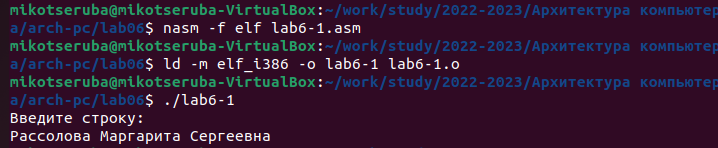 mikotseruba@mikotseruba-VirtualBox:~/work/study/2022-2023/Архитектура компьютер
а/arch-pc/lab06$ nasm -f elf lab6-1.asm
mikotseruba@mikotseruba-VirtualBox:~/work/study/2022-2023/Архитектура компьютер
а/arch-pc/lab06$ ld -m elf_i386 -o lab6-1 lab6-1.o
mikotseruba@mikotseruba-VirtualBox:~/work/study/2022-2023/Архитектура компьютер
а/arch-pc/lab06$ ./lab6-1
Введите строку:
Рассолова Маргарита Сергеевна